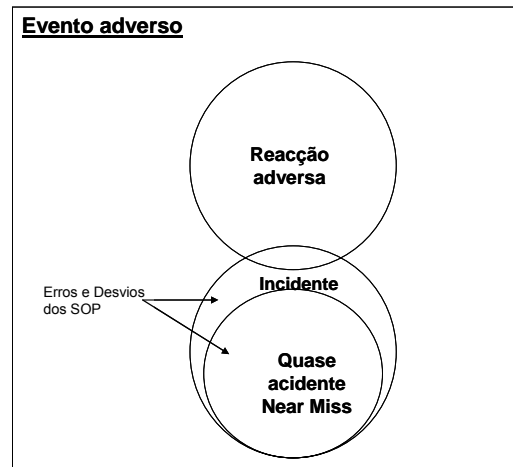 Evento adverso
Reacção
adversa
Incidente
Erros e Desvios
dos SOP
Quase
acidente
Near Miss